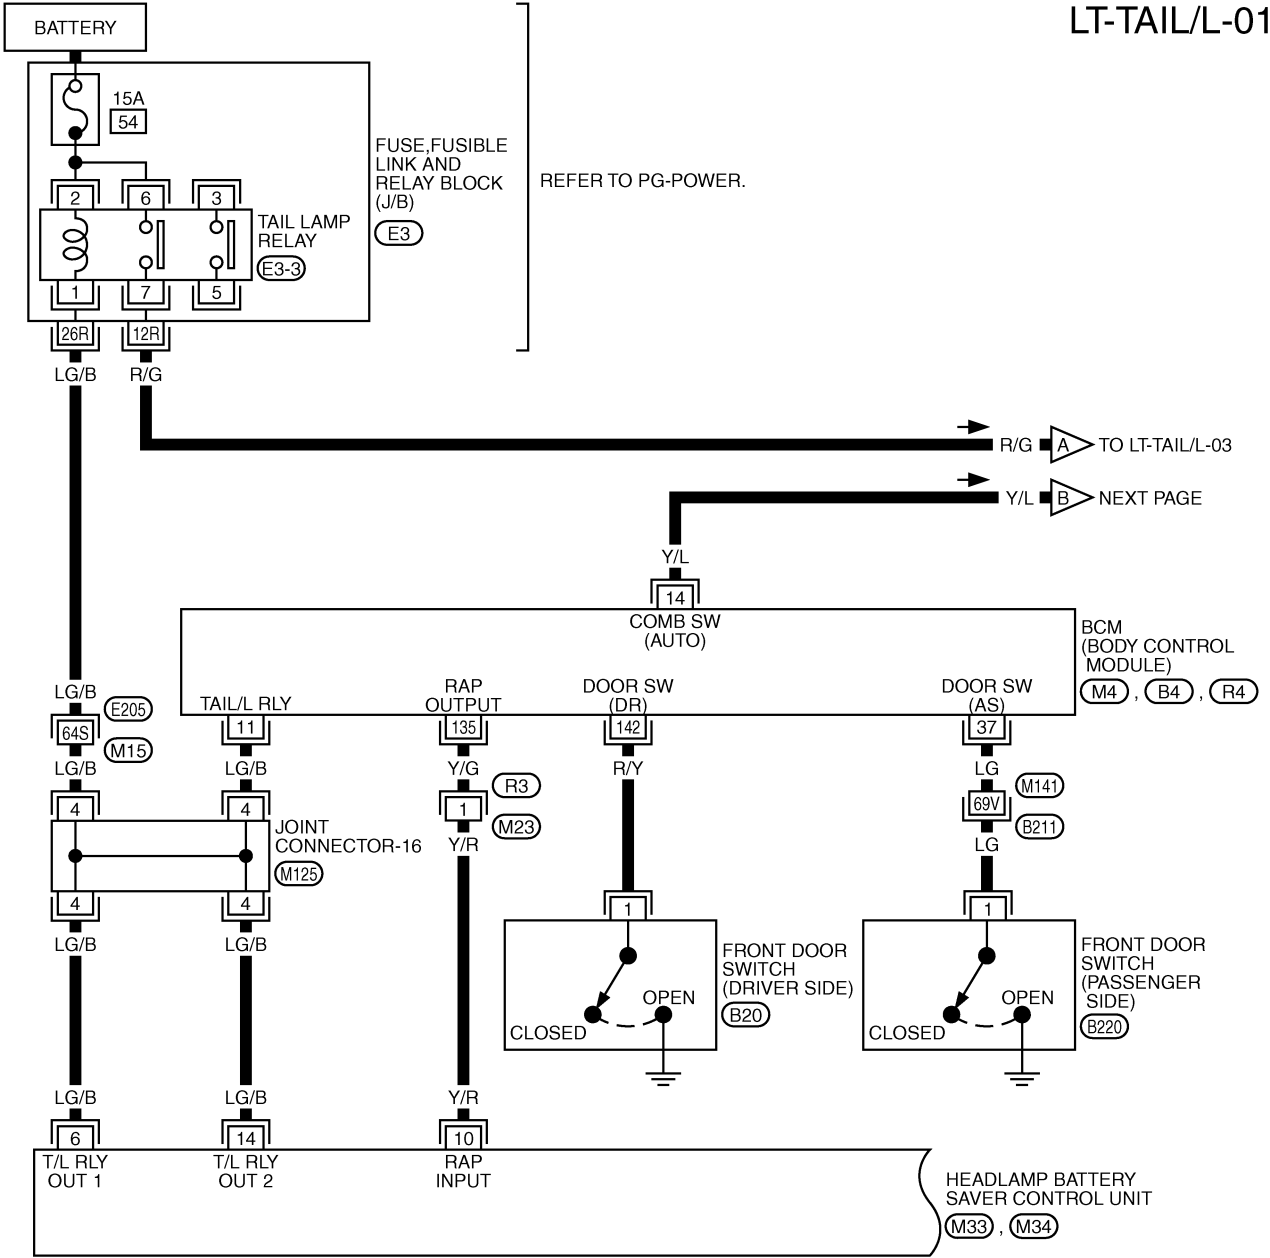 LT-TAIL/L-01
BATTERY
15A
54
FUSE,FUSIBLE
LINK AND
RELAY BLOCK
(J/B)
E3
REFER TO PG-POWER.
2
6
3
TAIL LAMP
RELAY
E3-3
1
7
5
26R
12R
LG/B
R/G
R/G
A
TO LT-TAIL/L-03
Y/L
B
NEXT PAGE
Y/L
14
COMB SW
(AUTO)
BCM
(BODY CONTROL
MODULE)
M4 , B4 , R4
TAIL/L RLY
RAP
OUTPUT
DOOR SW
(DR)
DOOR SW
(AS)
LG/B
E205
64S
M15
LG/B
11
LG/B
135
Y/G
R3
1
M23
Y/R
142
R/Y
37
LG
M141
69V
B211
LG
4
4
JOINT
CONNECTOR-16
M125
4
4
LG/B
LG/B
1
FRONT DOOR
SWITCH
(DRIVER SIDE)
B20
OPEN
CLOSED
1
FRONT DOOR
SWITCH
(PASSENGER
SIDE)
B220
OPEN
CLOSED
LG/B
LG/B
Y/R
6
14
10
T/L RLY
OUT 1
T/L RLY
OUT 2
RAP
INPUT
HEADLAMP BATTERY
SAVER CONTROL UNIT
M33 , M34